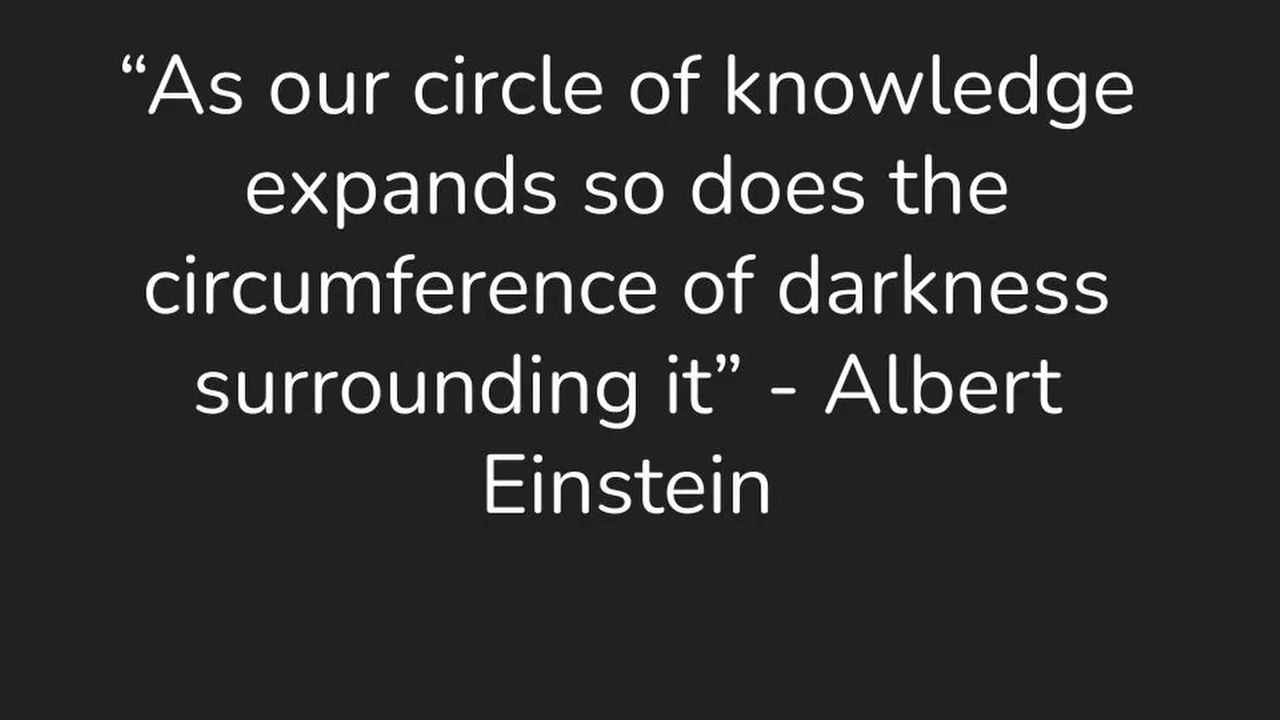 “As our circle of knowledge
expands so does the
circumference of darkness
surrounding it” - Albert
Einstein